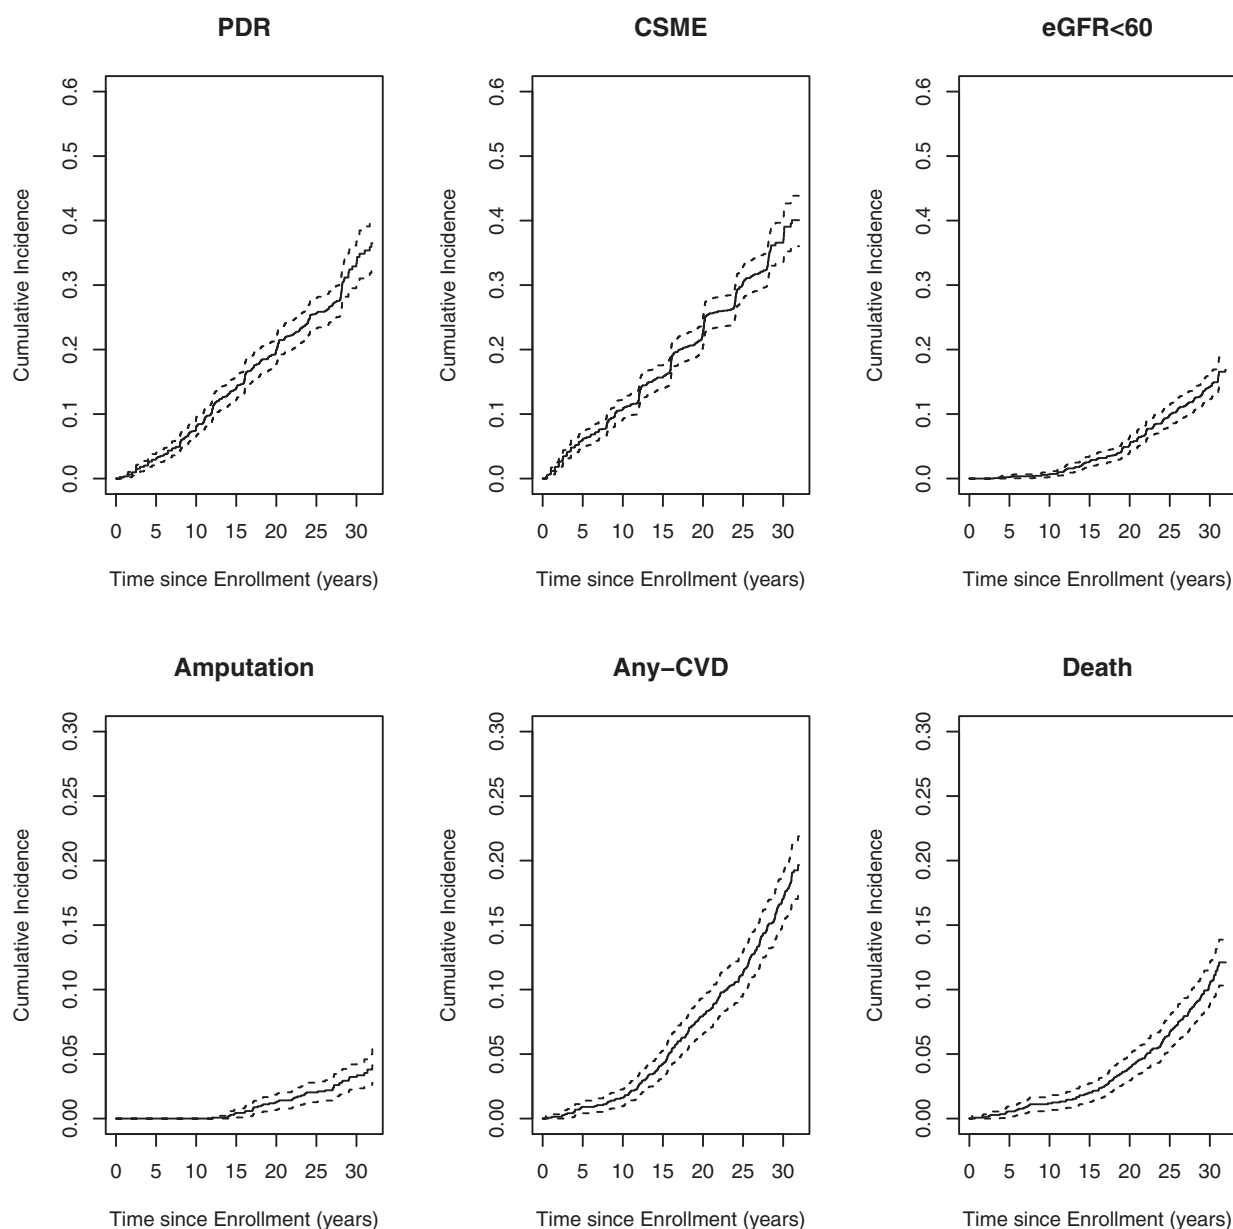 PDR
Cumulative Incidence
0.0 0.1 0.2 0.3 0.4 0.5 0.6
0 5 10 15 20 25 30
Time since Enrollment (years)
CSME
Cumulative Incidence
0.0 0.1 0.2 0.3 0.4 0.5 0.6
0 5 10 15 20 25 30
Time since Enrollment (years)
eGFR<60
Cumulative Incidence
0.0 0.1 0.2 0.3 0.4 0.5 0.6
0 5 10 15 20 25 30
Time since Enrollment (years)
Amputation
Cumulative Incidence
0.00 0.05 0.10 0.15 0.20 0.25 0.30
0 5 10 15 20 25 30
Time since Enrollment (years)
Any−CVD
Cumulative Incidence
0.00 0.05 0.10 0.15 0.20 0.25 0.30
0 5 10 15 20 25 30
Time since Enrollment (years)
Death
Cumulative Incidence
0.00 0.05 0.10 0.15 0.20 0.25 0.30
0 5 10 15 20 25 30
Time since Enrollment (years)